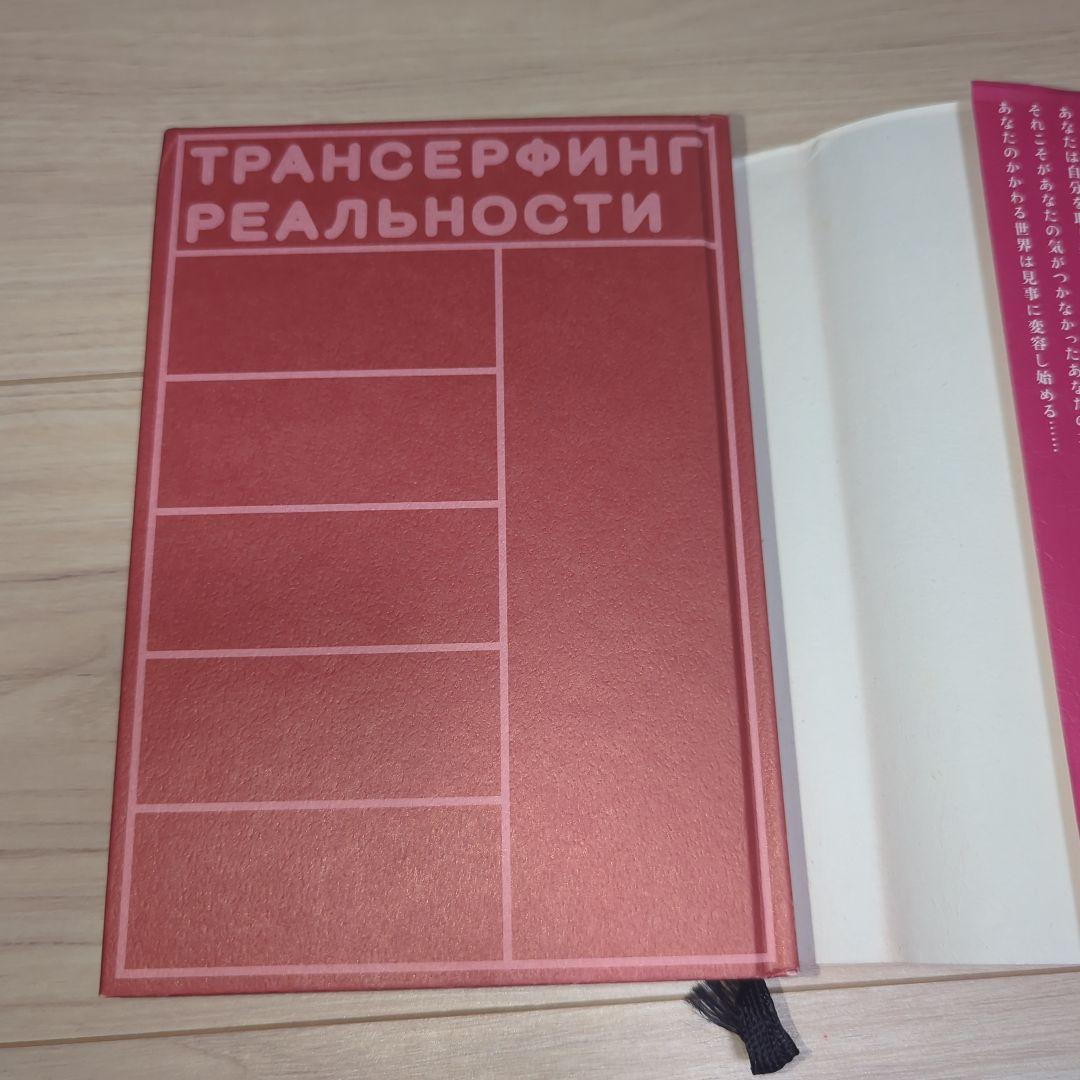 ТРАНСЕРФИНГ
РЕАЛЬНОСТИ
あなたは自分を
それこそがあなたの気がつかなかったあなたの
あなたのかかわる世界は見事に変容し始める……